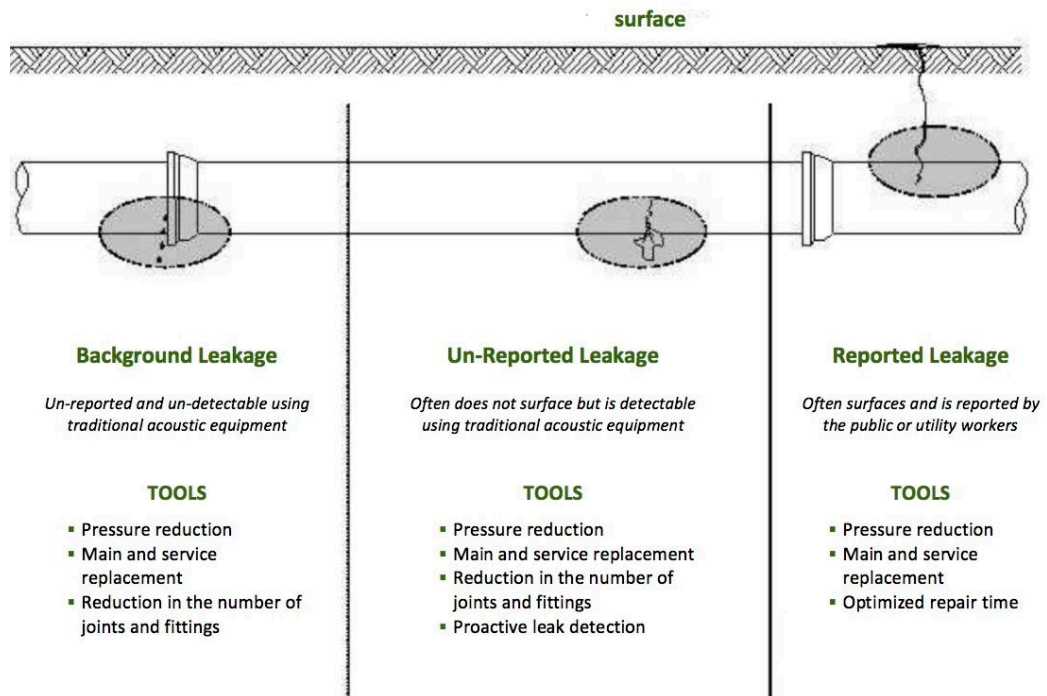 surface
Background Leakage
Un-reported and un-detectable using
traditional acoustic equipment
TOOLS
▪ Pressure reduction
▪ Main and service
replacement
▪ Reduction in the number of
joints and fittings
Un-Reported Leakage
Often does not surface but is detectable
using traditional acoustic equipment
TOOLS
▪ Pressure reduction
▪ Main and service replacement
▪ Reduction in the number of
joints and fittings
▪ Proactive leak detection
Reported Leakage
Often surfaces and is reported by
the public or utility workers
TOOLS
▪ Pressure reduction
▪ Main and service
replacement
▪ Optimized repair time